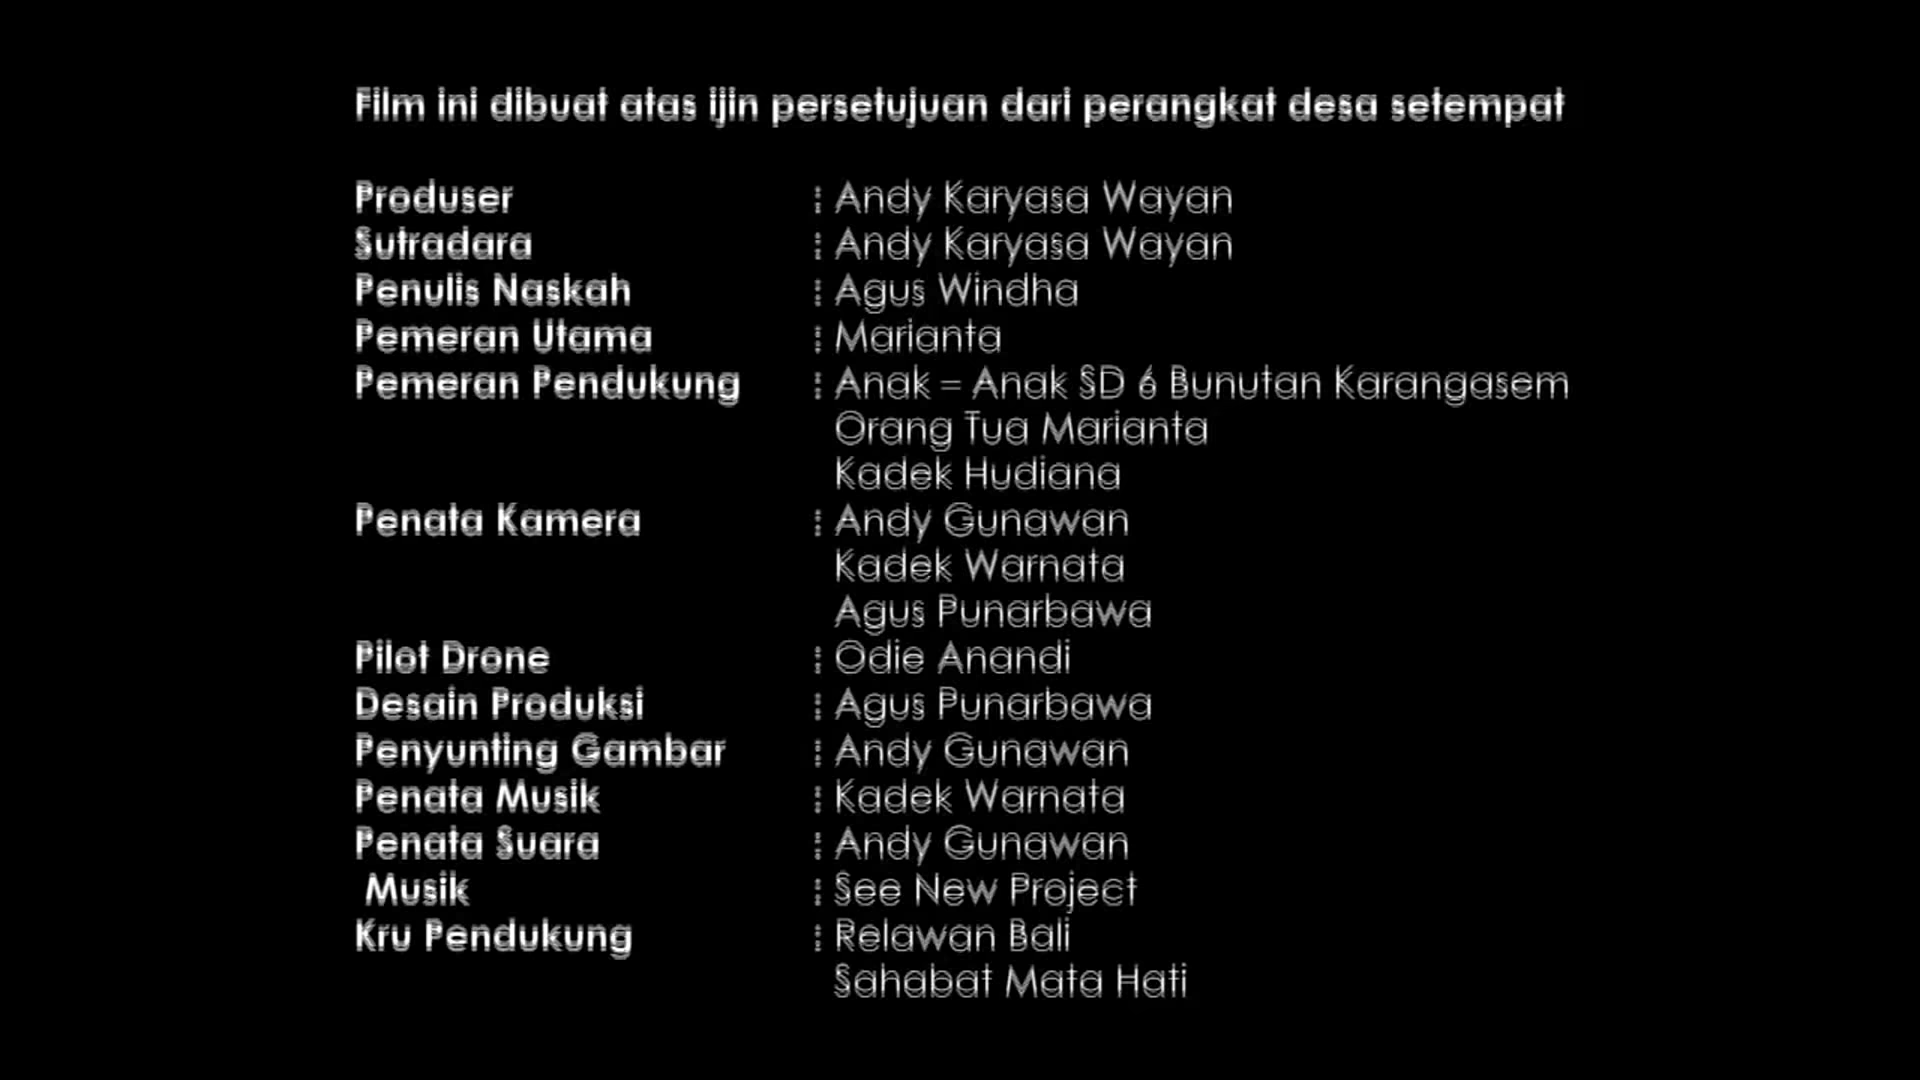 Film ini dibuat atas ijin persetujuan dari perangkat desa setempat
Produser : Andy Karyasa Wayan
Sutradara : Andy Karyasa Wayan
Penulis Naskah : Agus Windha
Pemeran Utama : Marianta
Pemeran Pendukung : Anak – Anak SD 6 Bunutan Karangasem
Orang Tua Marianta
Kadek Hudiana
Penata Kamera : Andy Gunawan
Kadek Warnata
Agus Punarbawa
Pilot Drone : Odie Anandi
Desain Produksi : Agus Punarbawa
Penyunting Gambar : Andy Gunawan
Penata Musik : Kadek Warnata
Penata Suara : Andy Gunawan
Musik : See New Project
Kru Pendukung : Relawan Bali
Sahabat Mata Hati